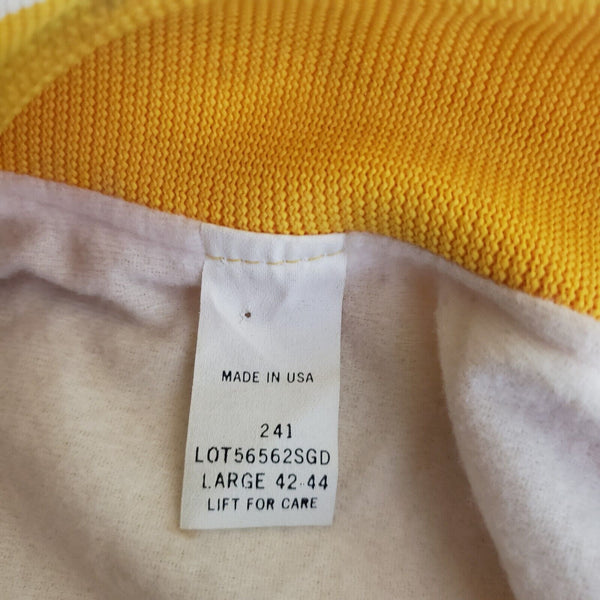 MADE IN USA
241
LOT56562SGD
LARGE 42-44
LIFT FOR CARE